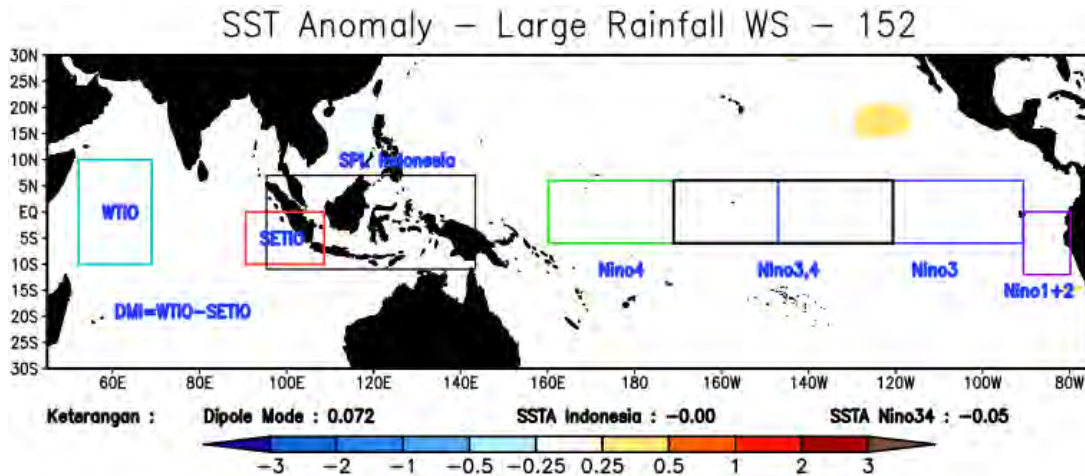 SST Anomaly - Large Rainfall WS - 152
30N
25N
20N
15N
10N
5N
EQ
5S
10S
15S
20S
25S
30S
SPL Indonesia
WTIO
SETIO
Nino4
Nino3,4
Nino3
Nino1+2
DMI=WTIO-SETIO
60E 80E 100E 120E 140E 160E 180 160W 140W 120W 100W 80W
Keterangan : Dipole Mode : 0.072 SSTA Indonesia : -0.00 SSTA Nino34 : -0.05
-3 -2 -1 -0.5 -0.25 0.25 0.5 1 2 3